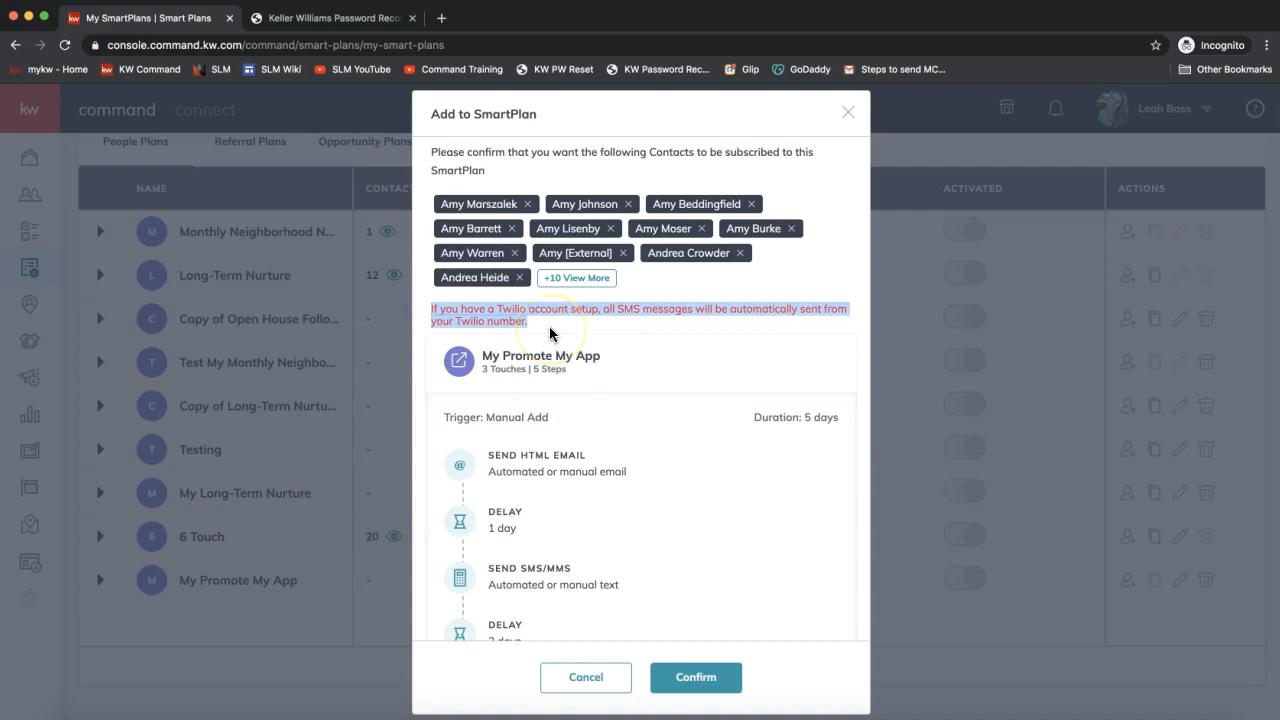 My SmartPlans | Smart Plans
Keller Williams Password Reco
console.command.kw.com/command/smart-plans/my-smart-plans
Incognito
mykw - Home
KW Command
SLM
SLM Wiki
SLM YouTube
Command Training
KW PW Reset
KW Password Rec...
Glip
GoDaddy
Steps to send MC...
Other Bookmarks
kw
command
connect
Leah Bass
People Plans
Referral Plans
Opportunity Plans
NAME
CONTAC
ACTIVATED
ACTIONS
M
Monthly Neighborhood N...
1
L
Long-Term Nurture
12
C
Copy of Open House Follo...
-
T
Test My Monthly Neighbo...
-
C
Copy of Long-Term Nurtu...
-
T
Testing
-
M
My Long-Term Nurture
-
6
6 Touch
20
M
My Promote My App
-
Add to SmartPlan
Please confirm that you want the following Contacts to be subscribed to this
SmartPlan
Amy Marszalek
Amy Johnson
Amy Beddingfield
Amy Barrett
Amy Lisenby
Amy Moser
Amy Burke
Amy Warren
Amy [External]
Andrea Crowder
Andrea Heide
+10 View More
If you have a Twilio account setup, all SMS messages will be automatically sent from
your Twilio number.
My Promote My App
3 Touches | 5 Steps
Trigger: Manual Add
Duration: 5 days
@
SEND HTML EMAIL
Automated or manual email
DELAY
1 day
SEND SMS/MMS
Automated or manual text
DELAY
Cancel
Confirm